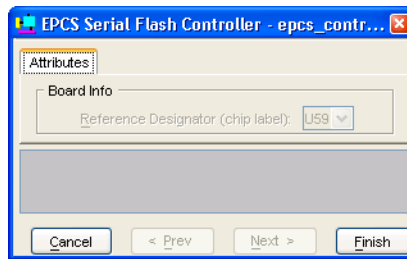 EPCS Serial Flash Controller - epcs_contr...
Attributes
Board Info
Reference Designator (chip label): U59
Cancel < Prev Next > Finish